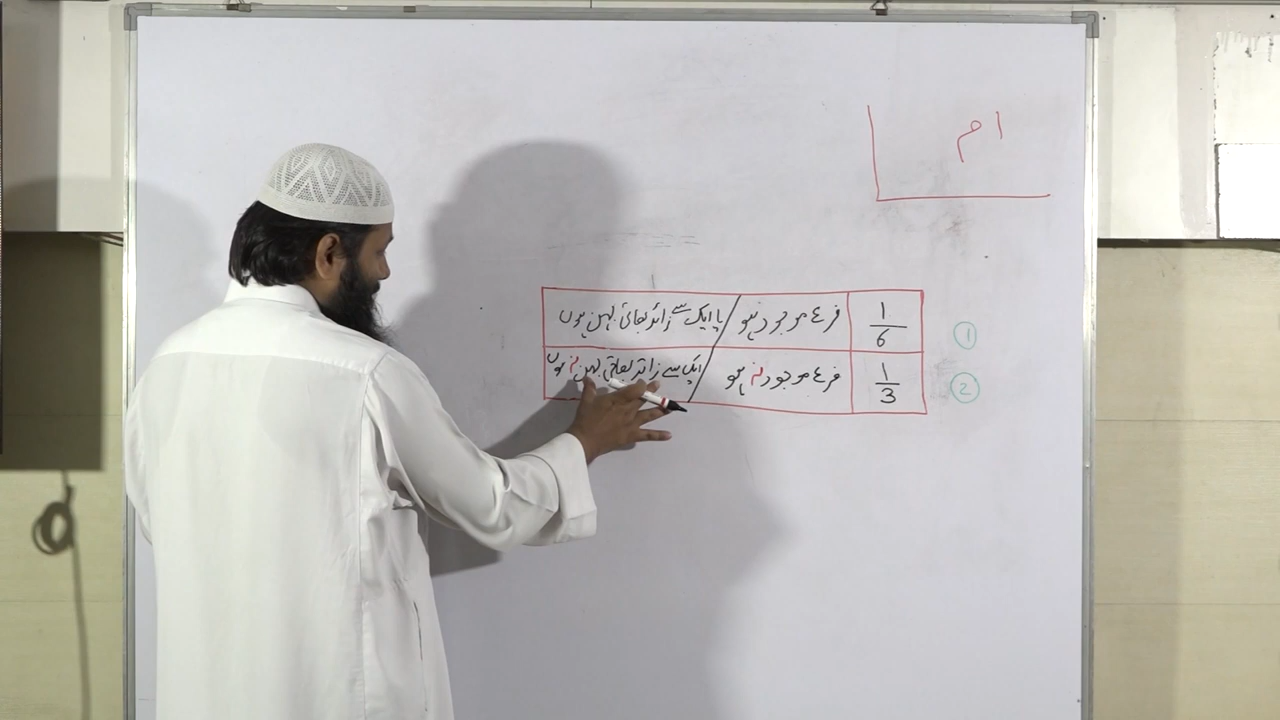 ام
1/6 فرع موجود ہو / یا ایک سے زائد بھائی بہن ہوں ①
1/3 فرع موجود نہ ہو / ایک سے زائد بھائی بہن نہ ہوں ②